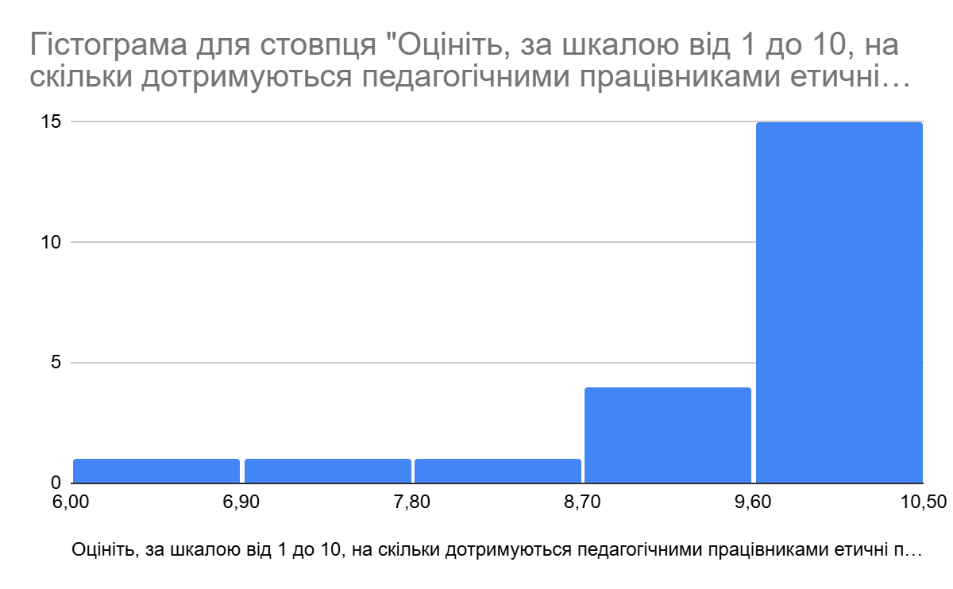 Гістограма для стовпця "Оцініть, за шкалою від 1 до 10, на
скільки дотримуються педагогічними працівниками етичні…
15
10
5
0
6,00 6,90 7,80 8,70 9,60 10,50
Оцініть, за шкалою від 1 до 10, на скільки дотримуються педагогічними працівниками етичні п…